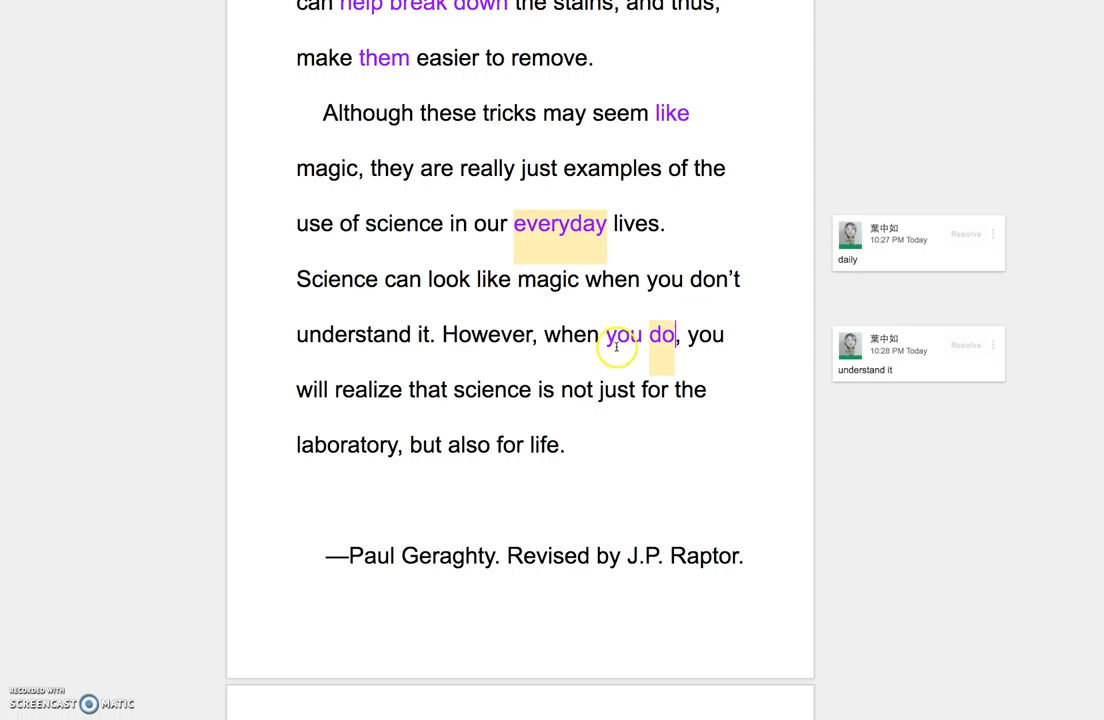 can help break down the stains, and thus,
make them easier to remove.
Although these tricks may seem like
magic, they are really just examples of the
use of science in our everyday lives.
Science can look like magic when you don’t
understand it. However, when you do, you
will realize that science is not just for the
laboratory, but also for life.
—Paul Geraghty. Revised by J.P. Raptor.
葉中如
10:27 PM Today
Resolve
daily
葉中如
10:28 PM Today
Resolve
understand it
RECORDED WITH
SCREENCAST MATIC